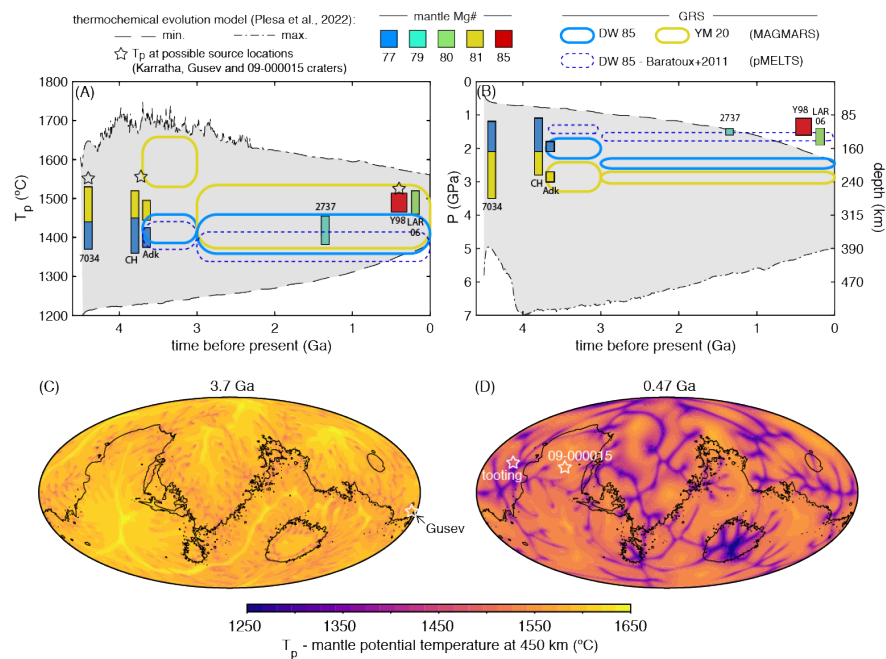 thermochemical evolution model (Plesa et al., 2022):
min.
max.
T_p at possible source locations
(Karratha, Gusev and 09-000015 craters)
mantle Mg#
77
79
80
81
85
GRS
DW 85
YM 20
(MAGMARS)
DW 85 - Baratoux+2011
(pMELTS)
(A)
1800
1700
1600
1500
1400
1300
1200
T_p (ºC)
7034
CH
Adk
2737
Y98
LAR
06
4
3
2
1
0
time before present (Ga)
(B)
0
1
2
3
4
5
6
7
P (GPa)
7034
CH
Adk
2737
Y98
LAR
06
85
160
240
315
390
470
depth (km)
4
3
2
1
0
time before present (Ga)
(C)
3.7 Ga
Gusev
(D)
0.47 Ga
09-000015
tooting
1250
1350
1450
1550
1650
T_p - mantle potential temperature at 450 km (ºC)